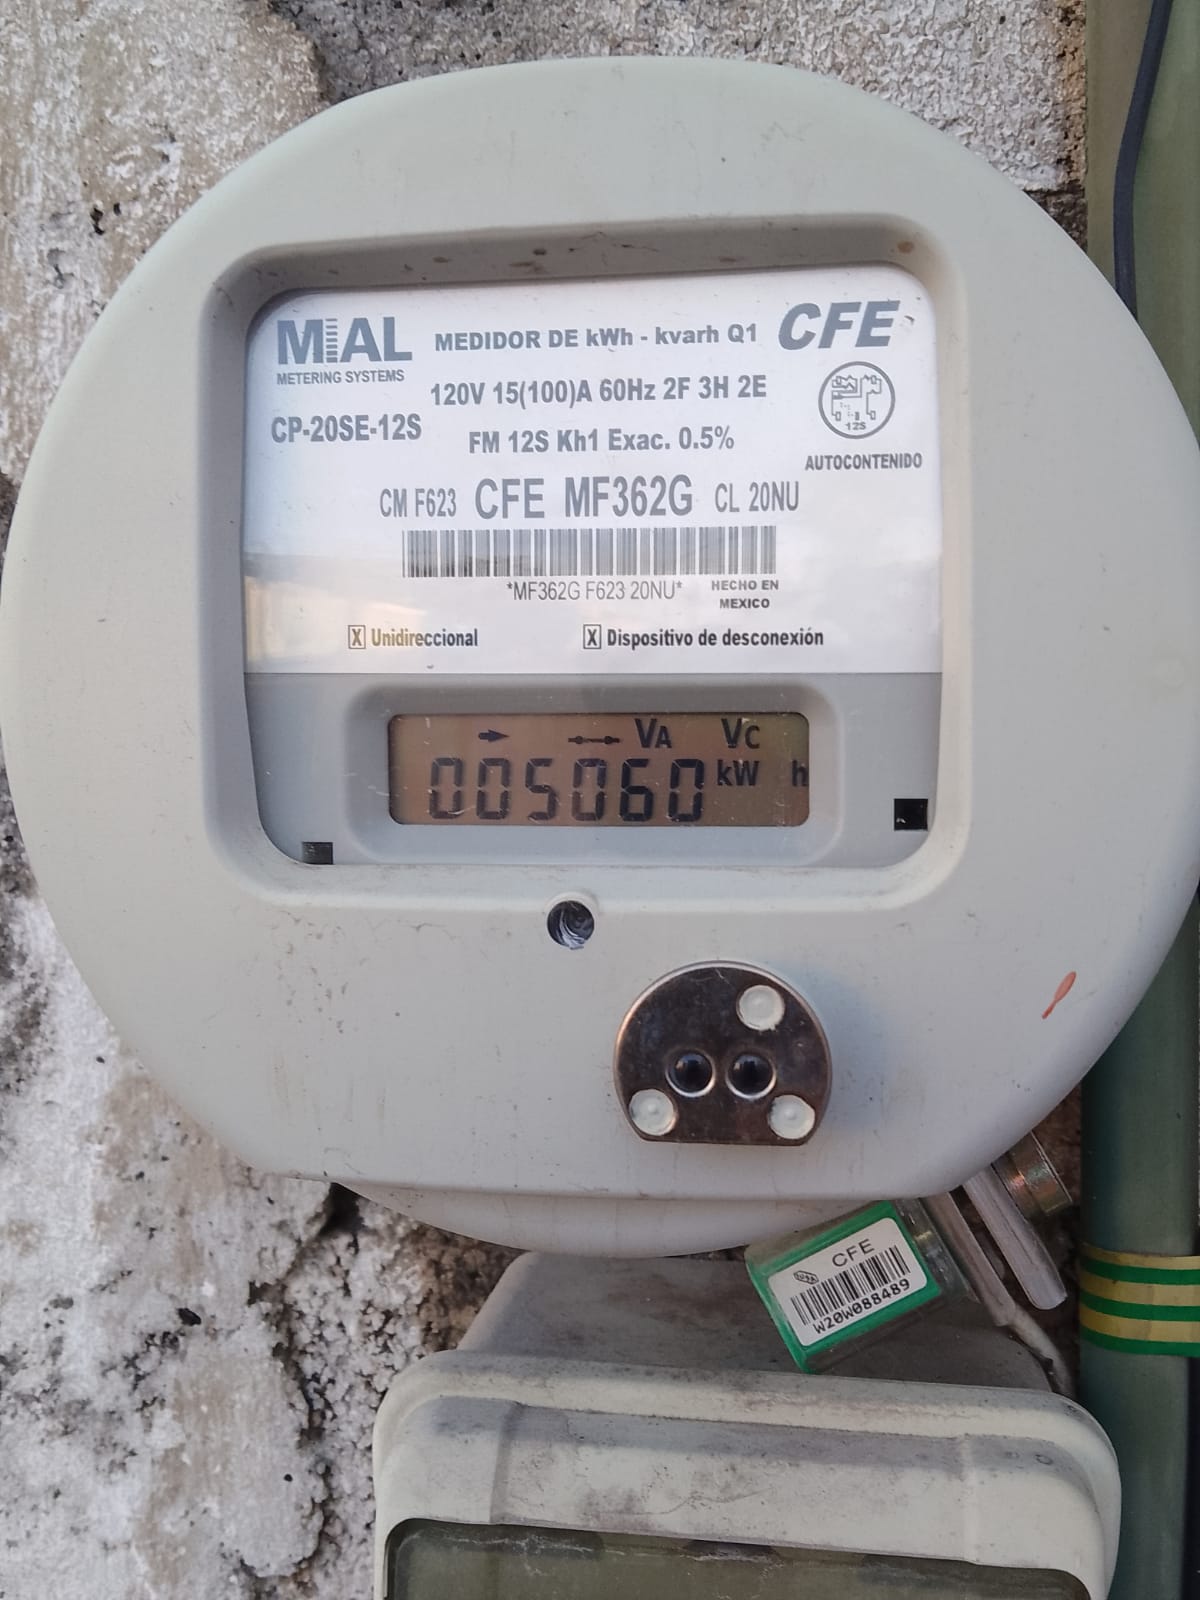 MIAL
METERING SYSTEMS
MEDIDOR DE kWh - kvarh Q1
CFE
120V 15(100)A 60Hz 2F 3H 2E
CP-20SE-12S
FM 12S Kh1 Exac. 0.5%
12S
AUTOCONTENIDO
CM F623 CFE MF362G CL 20NU
*MF362G F623 20NU*
HECHO EN
MEXICO
X Unidireccional
X Dispositivo de desconexión
VA VC
005060 kW h
CFE
W20W088489